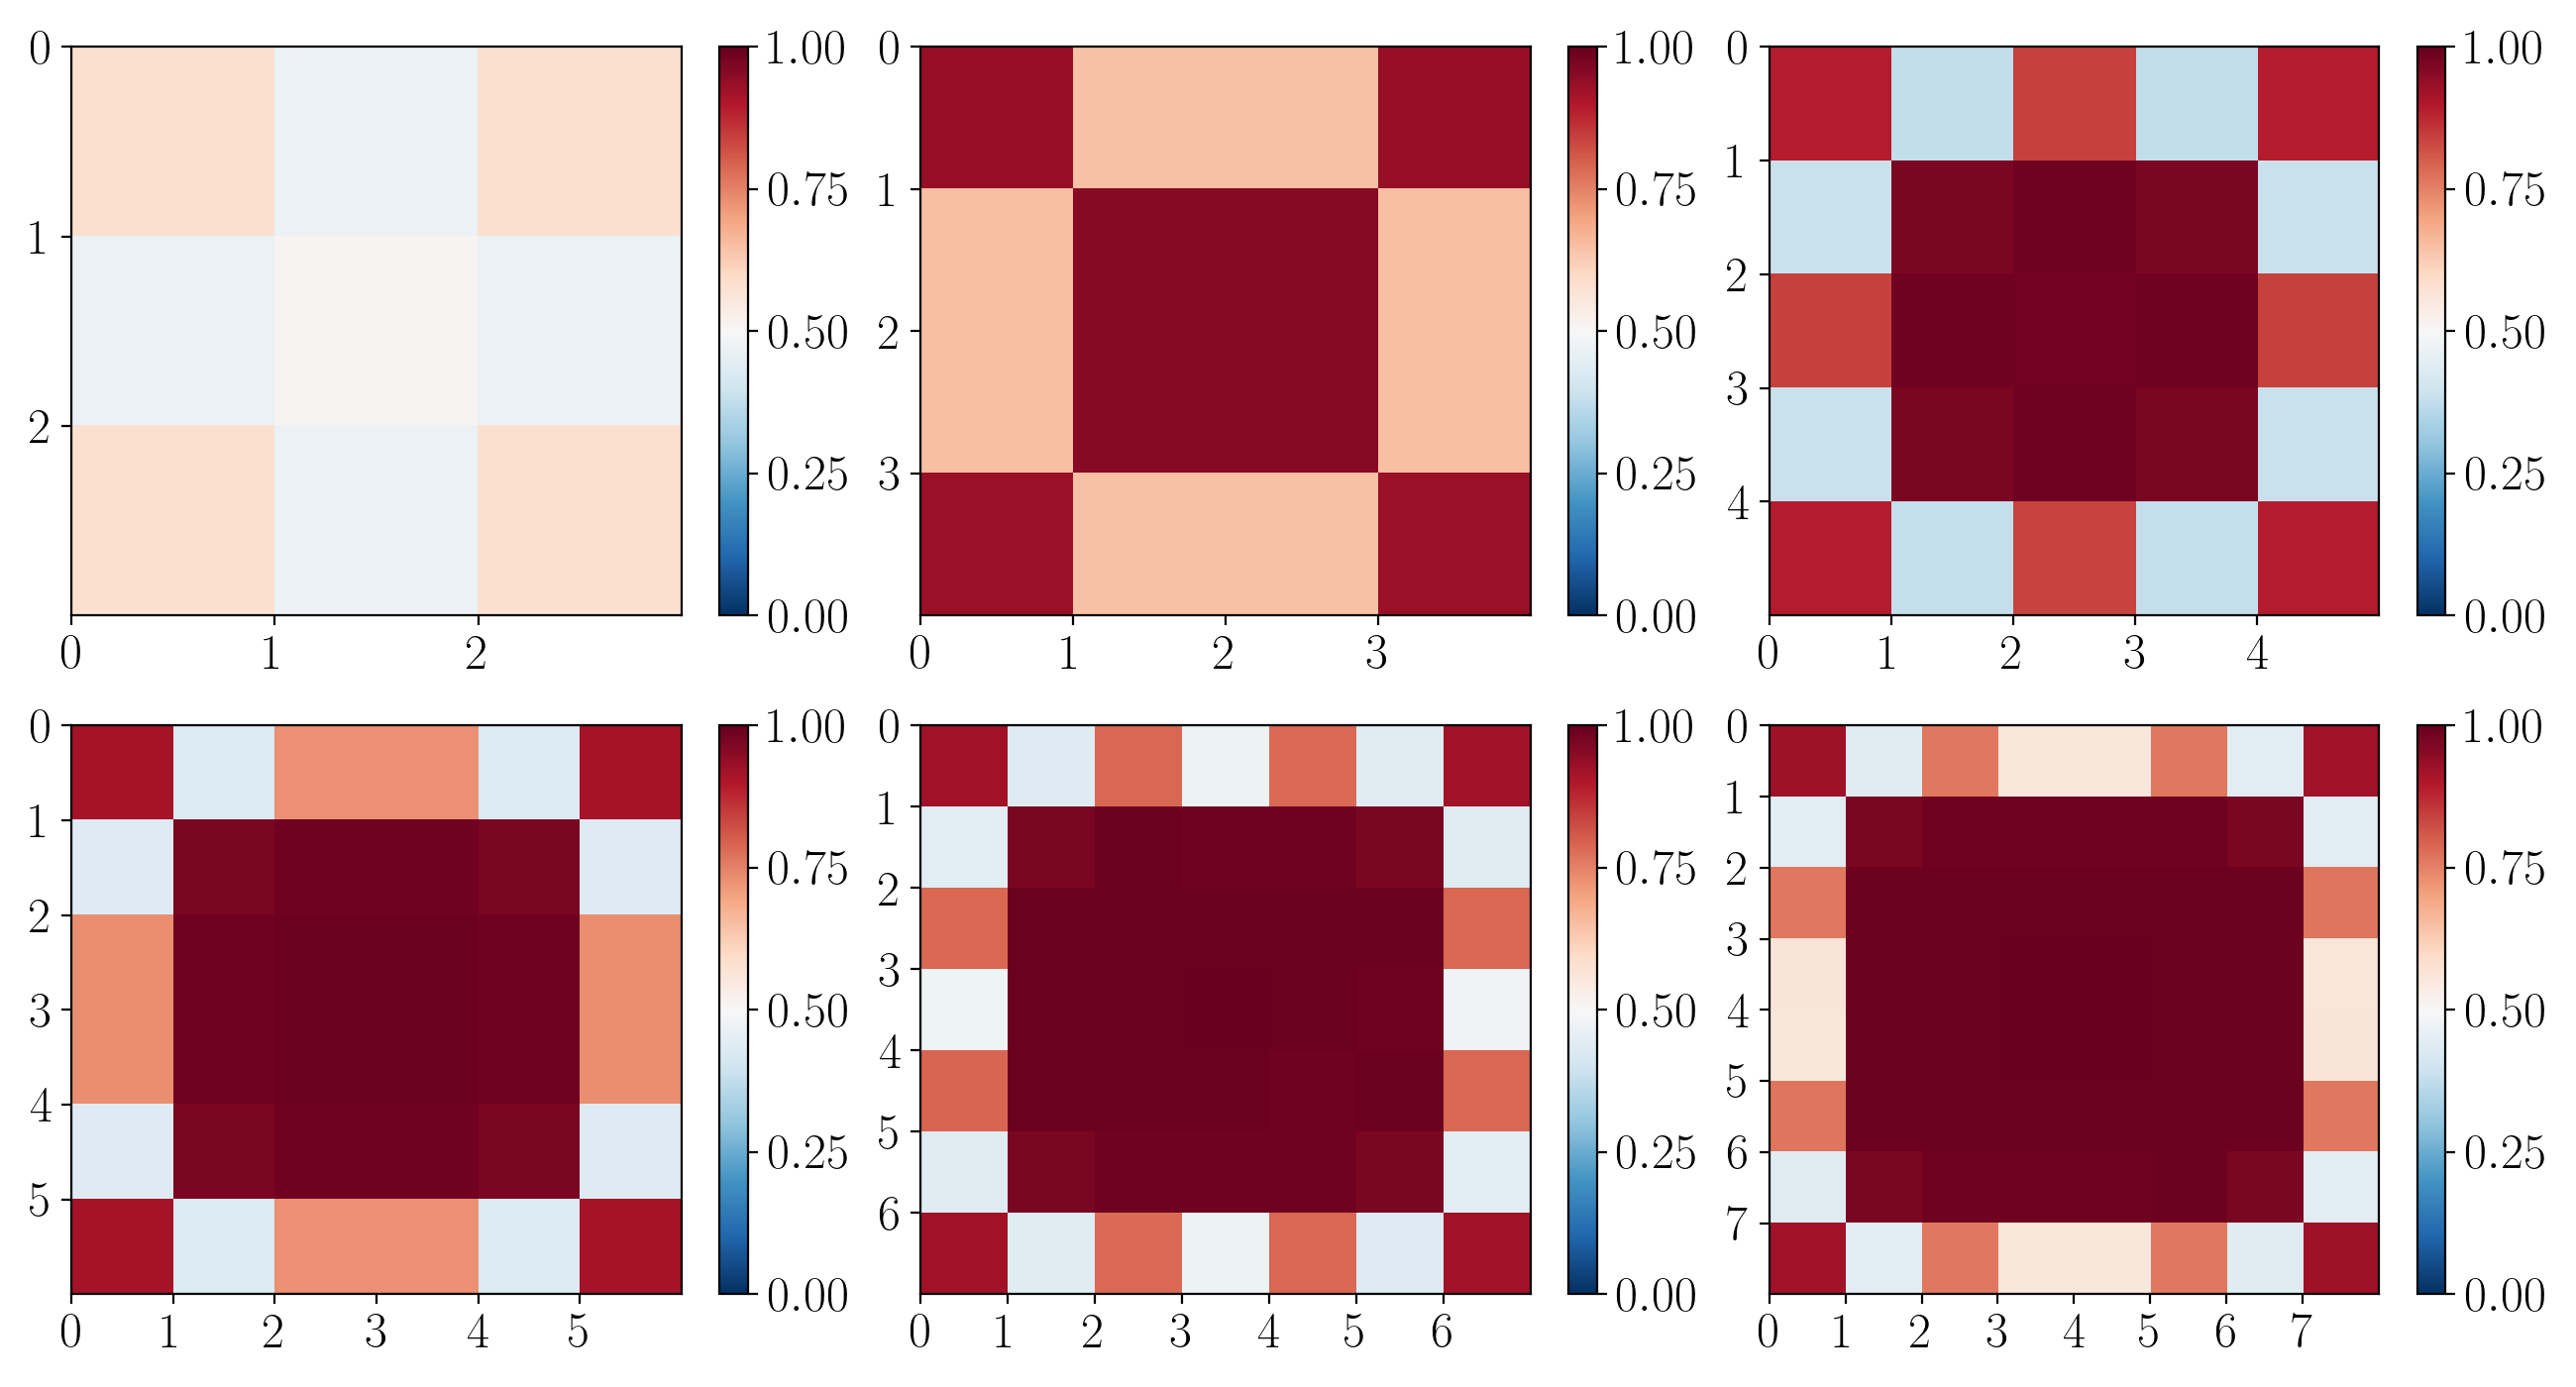 0 1.00 0 1.00 0 1.00
1
0.75 1 0.75 1 0.75
2
0.50 2 0.50 0.50
3
2 0.25 3 0.25 0.25
4
0.00 0.00 0.00
0 1 2 0 1 2 3 0 1 2 3 4
0 1.00 0 1.00 0 1.00
1 1 1
0.75 0.75 2 0.75
2 2
3 0.50 3 0.50 3 0.50
4 4
4 0.25 5 0.25 5 0.25
6
5 6 7
0.00 0.00 0.00
0 1 2 3 4 5 0 1 2 3 4 5 6 0 1 2 3 4 5 6 7